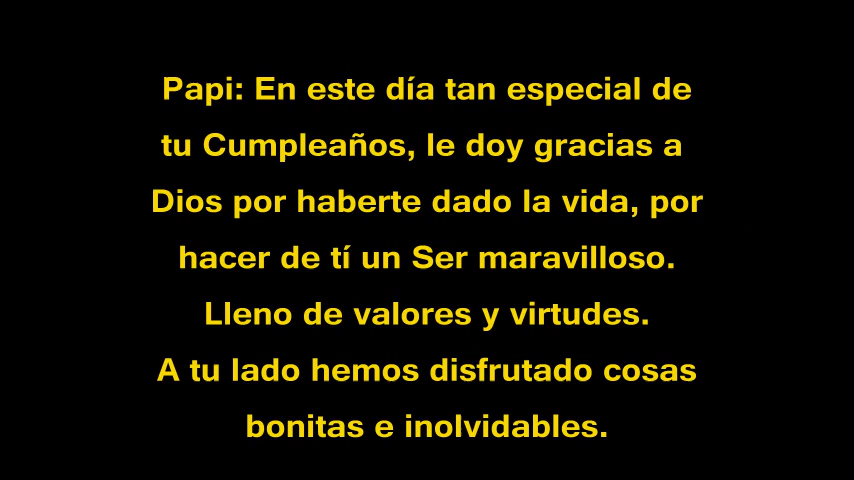 Papi: En este día tan especial de
tu Cumpleaños, le doy gracias a
Dios por haberte dado la vida, por
hacer de tí un Ser maravilloso.
Lleno de valores y virtudes.
A tu lado hemos disfrutado cosas
bonitas e inolvidables.